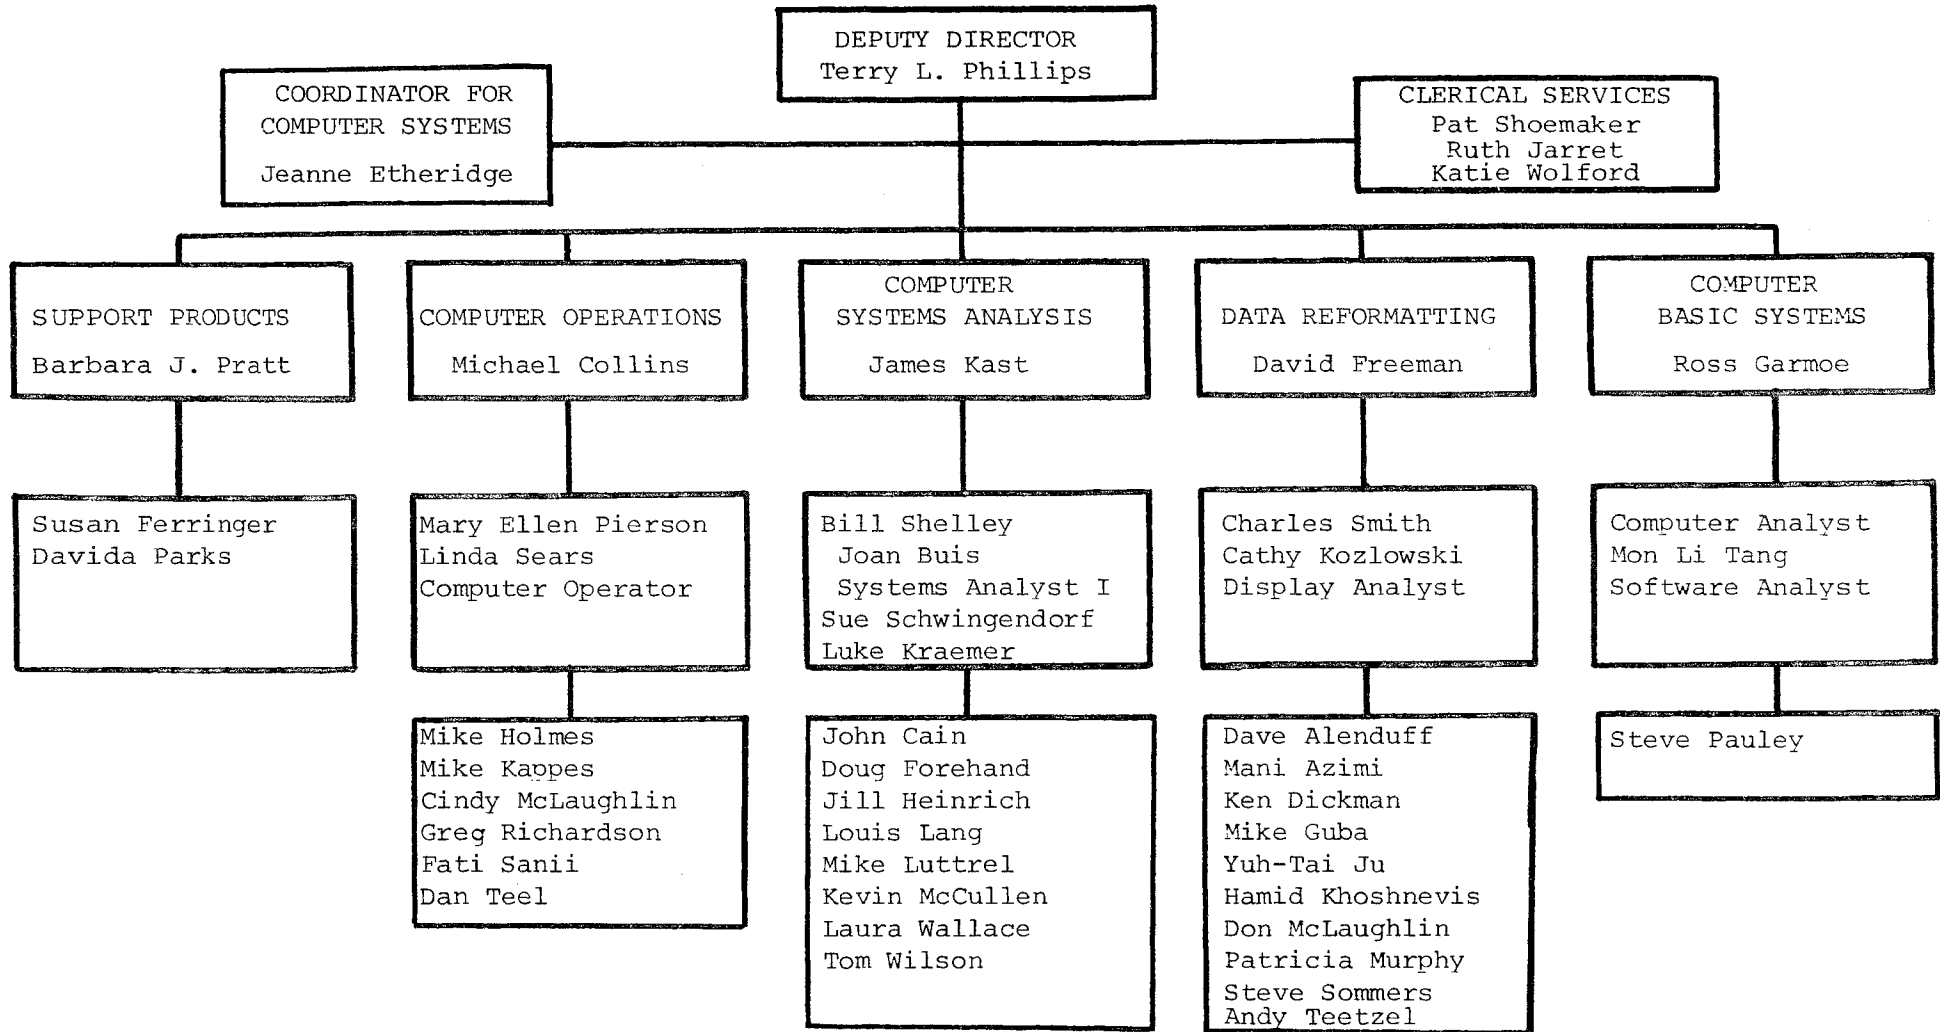 DEPUTY DIRECTOR
Terry L. Phillips
COORDINATOR FOR
COMPUTER SYSTEMS
Jeanne Etheridge
CLERICAL SERVICES
Pat Shoemaker
Ruth Jarret
Katie Wolford
SUPPORT PRODUCTS
Barbara J. Pratt
COMPUTER OPERATIONS
Michael Collins
COMPUTER
SYSTEMS ANALYSIS
James Kast
DATA REFORMATTING
David Freeman
COMPUTER
BASIC SYSTEMS
Ross Garmoe
Susan Ferringer
Davida Parks
Mary Ellen Pierson
Linda Sears
Computer Operator
Bill Shelley
Joan Buis
Systems Analyst I
Sue Schwingendorf
Luke Kraemer
Charles Smith
Cathy Kozlowski
Display Analyst
Computer Analyst
Mon Li Tang
Software Analyst
Mike Holmes
Mike Kappes
Cindy McLaughlin
Greg Richardson
Fati Sanii
Dan Teel
John Cain
Doug Forehand
Jill Heinrich
Louis Lang
Mike Luttrel
Kevin McCullen
Laura Wallace
Tom Wilson
Dave Alenduff
Mani Azimi
Ken Dickman
Mike Guba
Yuh-Tai Ju
Hamid Khoshnevis
Don McLaughlin
Patricia Murphy
Steve Sommers
Andy Teetzel
Steve Pauley